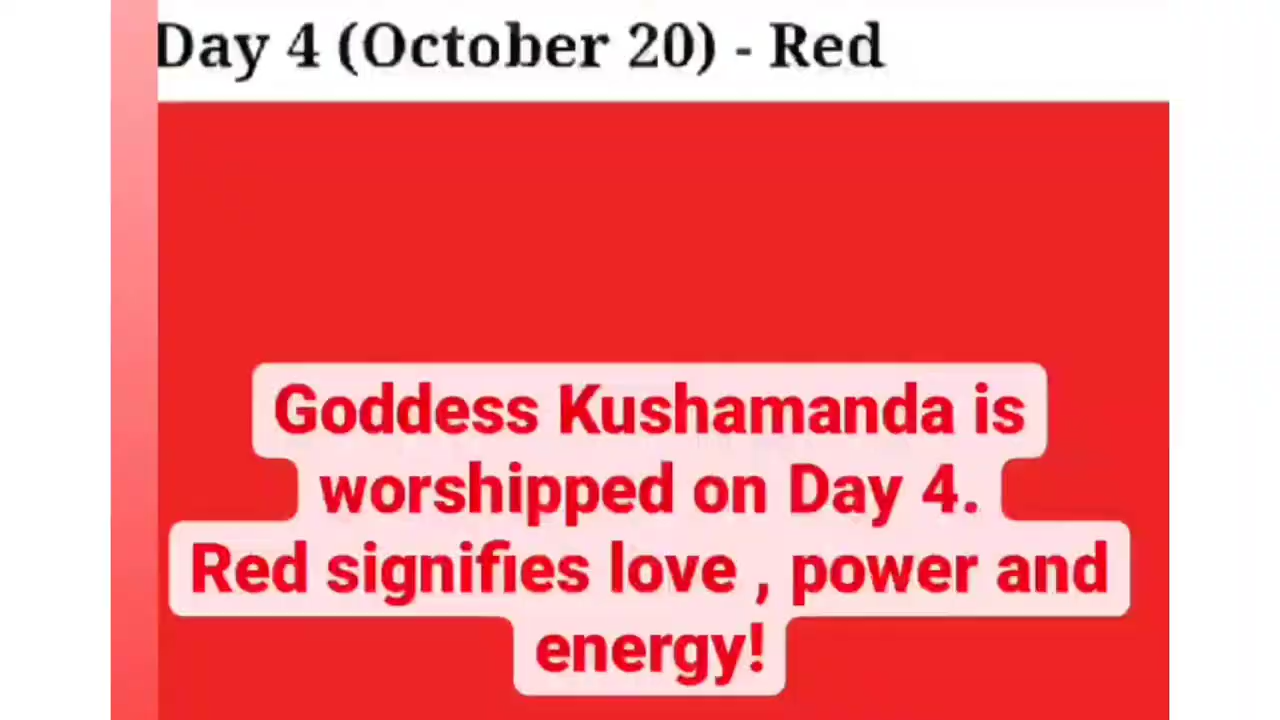 Day 4 (October 20) - Red
Goddess Kushamanda is
worshipped on Day 4.
Red signifies love , power and
energy!